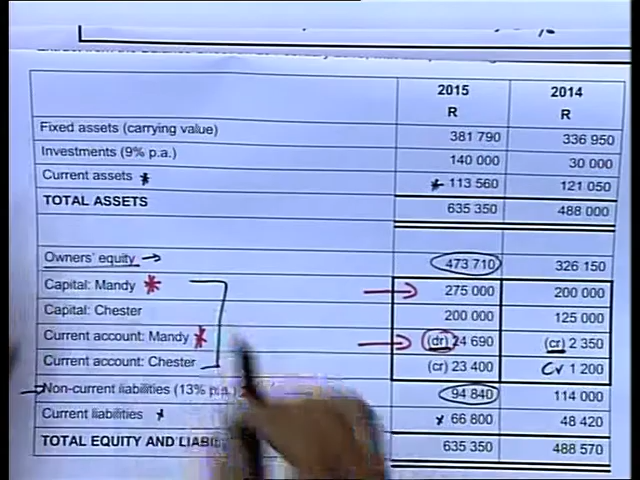 2015 2014
R R
Fixed assets (carrying value) 381 790 336 950
Investments (9% p.a.) 140 000 30 000
Current assets * * 113 560 121 050
TOTAL ASSETS 635 350 488 000
Owners' equity → 473 710 326 150
Capital: Mandy * → 275 000 200 000
Capital: Chester 200 000 125 000
Current account: Mandy * → (dr) 24 690 (cr) 2 350
Current account: Chester (cr) 23 400 Cr 1 200
Non-current liabilities (13% p.a.) 94 840 114 000
Current liabilities * * 66 800 48 420
TOTAL EQUITY AND 635 350 488 570